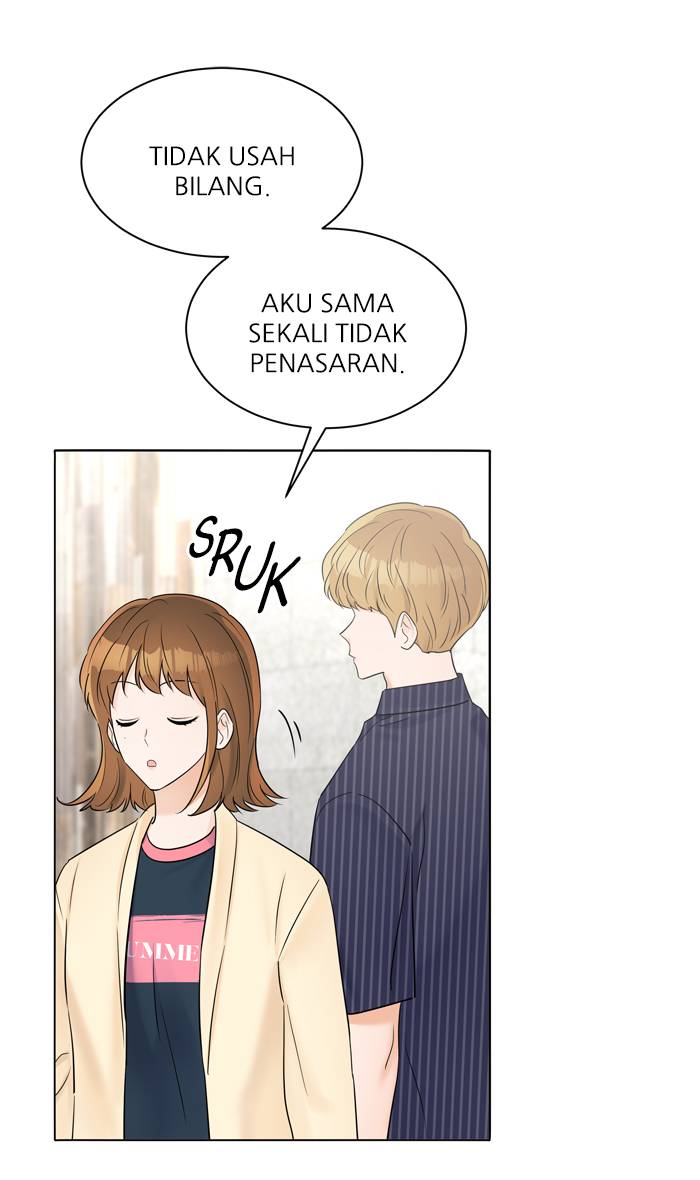 TIDAK USAH
BILANG.
AKU SAMA
SEKALI TIDAK
PENASARAN.
SRUK
UMME